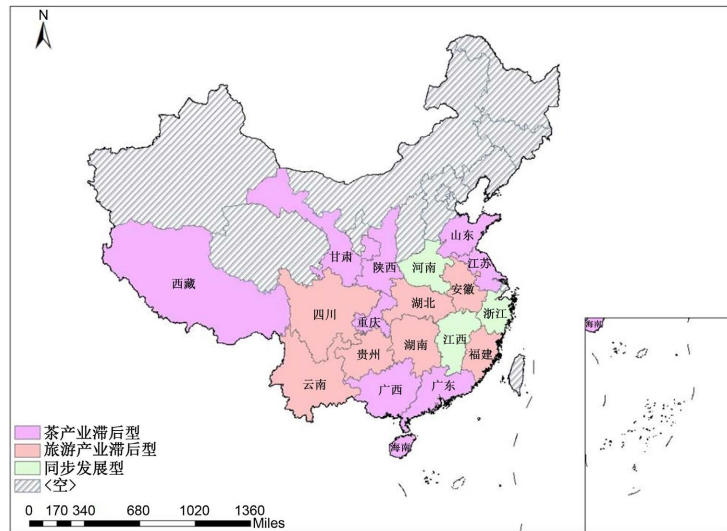 N
山东
甘肃
陕西
河南
江苏
西藏
安徽
四川
湖北
重庆
浙江
贵州
湖南
江西
福建
云南
广西
广东
海南
海南
茶产业滞后型
旅游产业滞后型
同步发展型
<空>
0 170 340 680 1020 1360
Miles